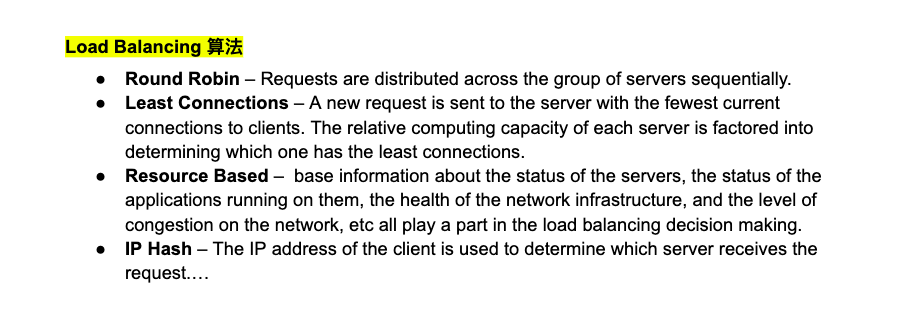 Load Balancing 算法
● Round Robin – Requests are distributed across the group of servers sequentially.
● Least Connections – A new request is sent to the server with the fewest current
connections to clients. The relative computing capacity of each server is factored into
determining which one has the least connections.
● Resource Based –  base information about the status of the servers, the status of the
applications running on them, the health of the network infrastructure, and the level of
congestion on the network, etc all play a part in the load balancing decision making.
● IP Hash – The IP address of the client is used to determine which server receives the
request.…